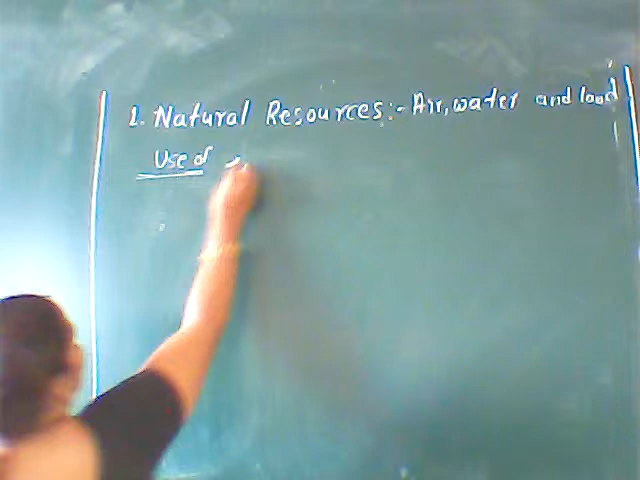 1. Natural Resources:- Air, water and land
Use of